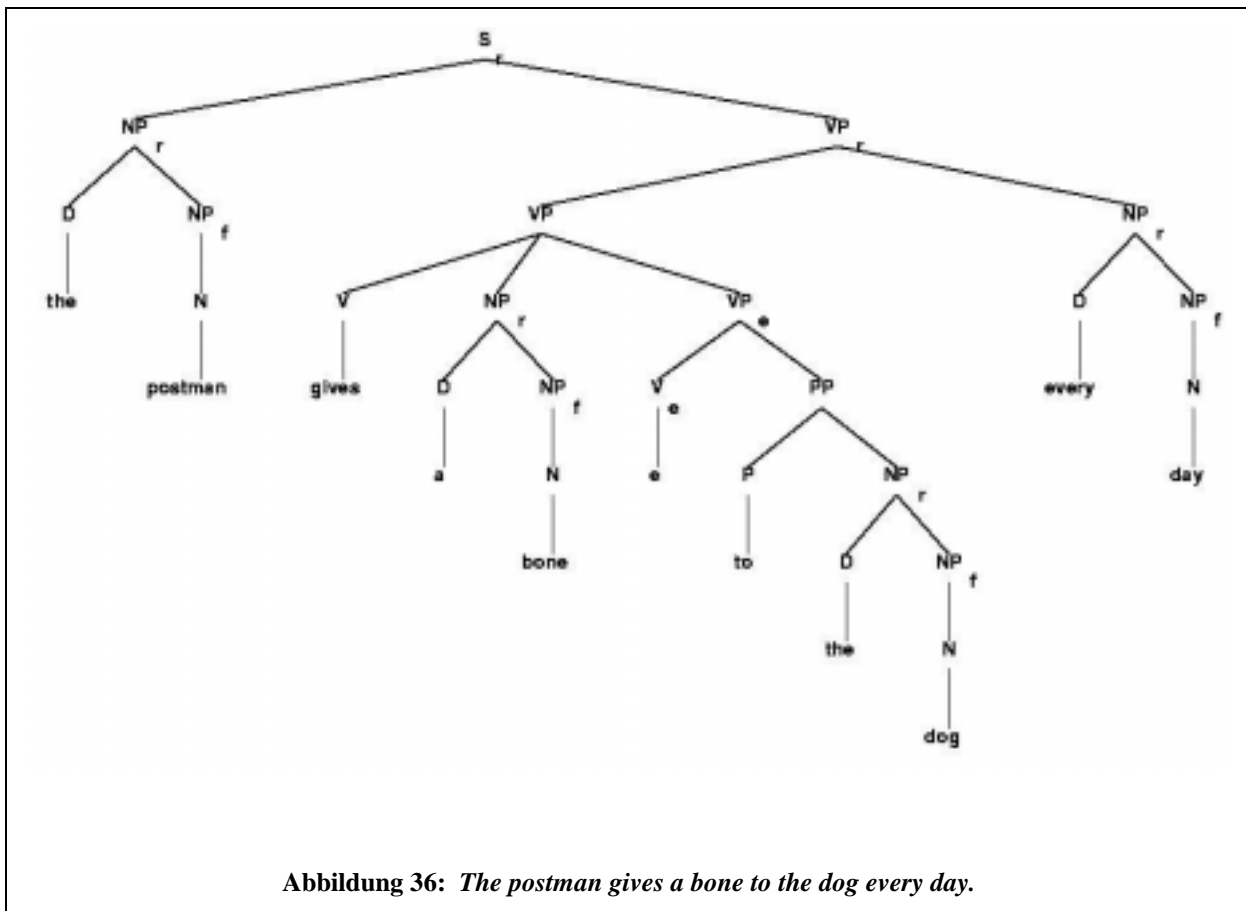 S
r
NP VP
r r
D NP VP NP
f r
the N V NP VP D NP
r e f
postman gives D NP V PP every N
f e
a N e P NP day
r
bone to D NP
f
the N
dog
Abbildung 36: The postman gives a bone to the dog every day.